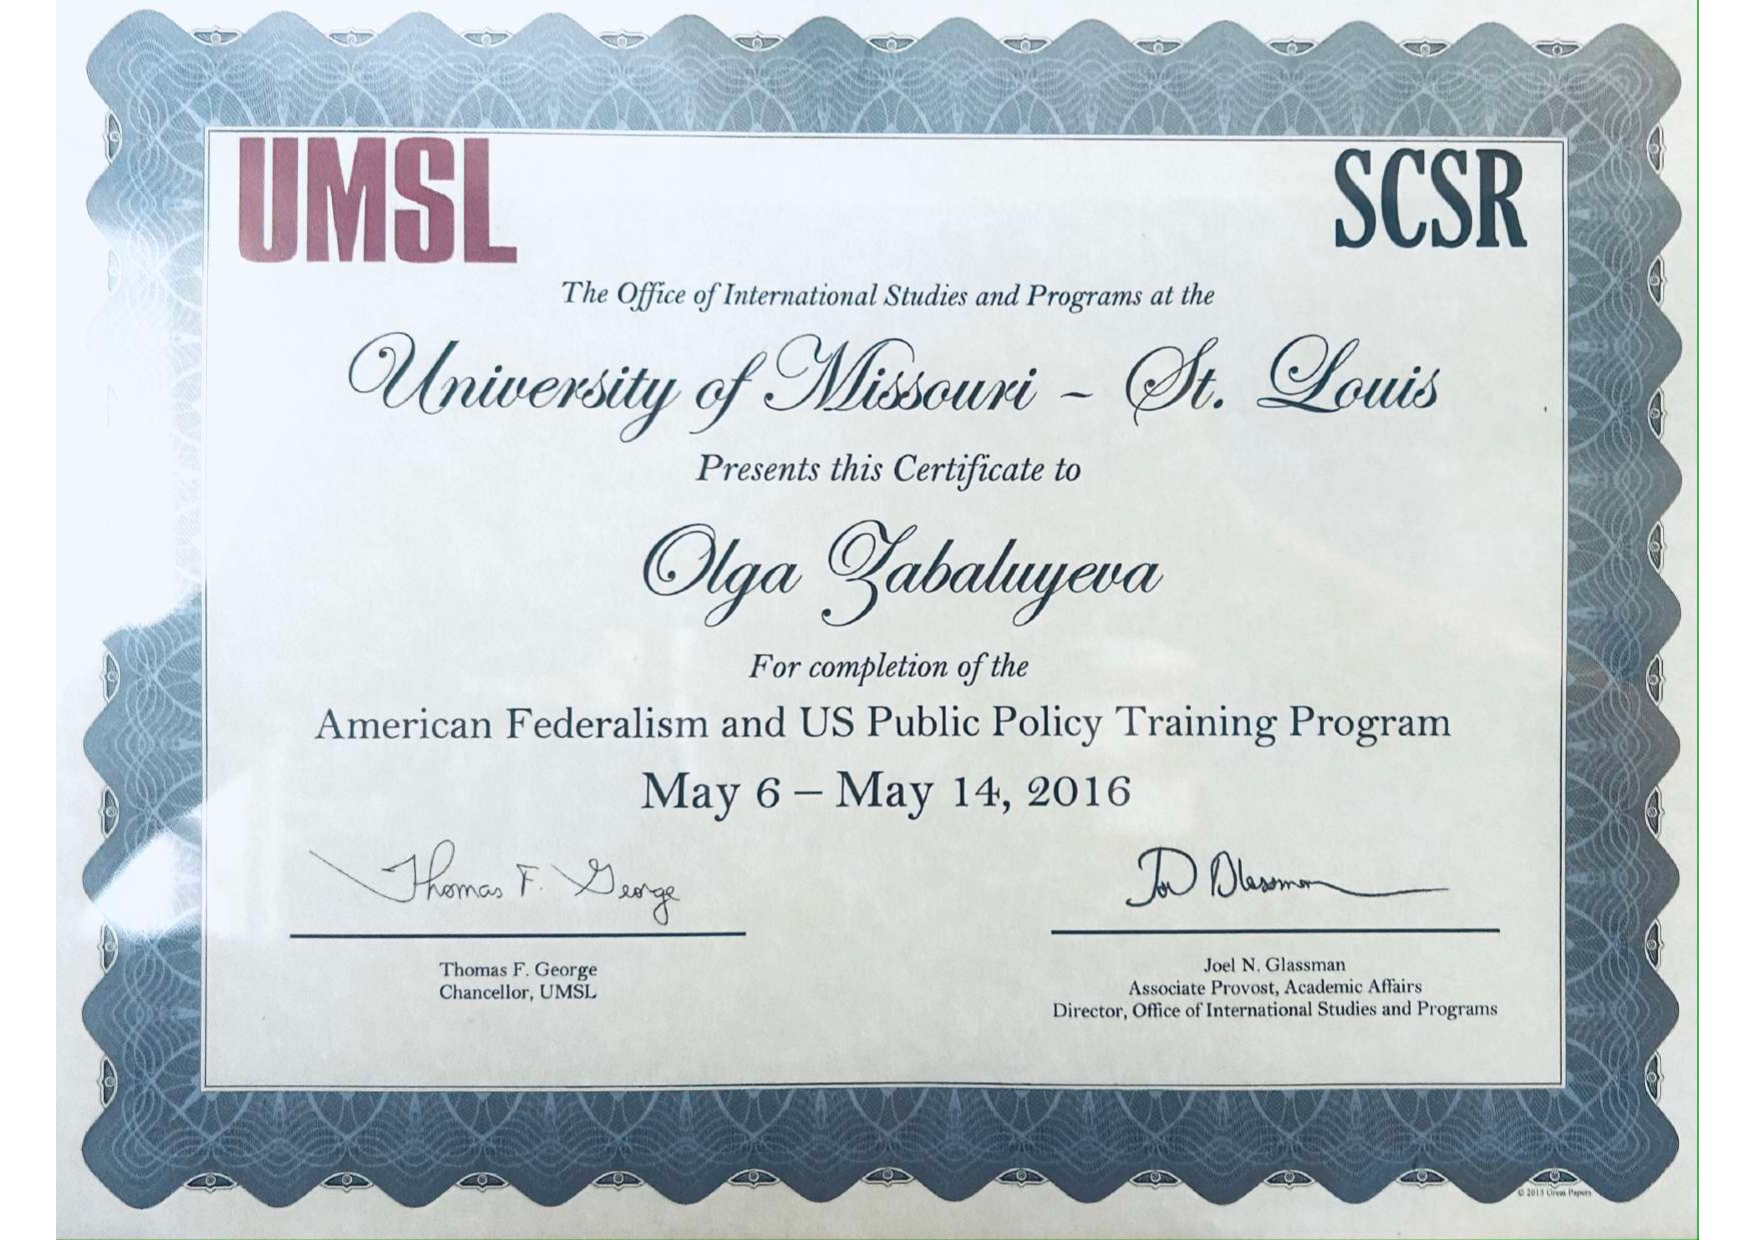 UMSL
SCSR
The Office of International Studies and Programs at the
University of Missouri – St. Louis
Presents this Certificate to
Olga Zabaluyeva
For completion of the
American Federalism and US Public Policy Training Program
May 6 – May 14, 2016
Thomas F. George
Thomas F. George
Chancellor, UMSL
Joel N. Glassman
Associate Provost, Academic Affairs
Director, Office of International Studies and Programs
© 2015 Great Papers